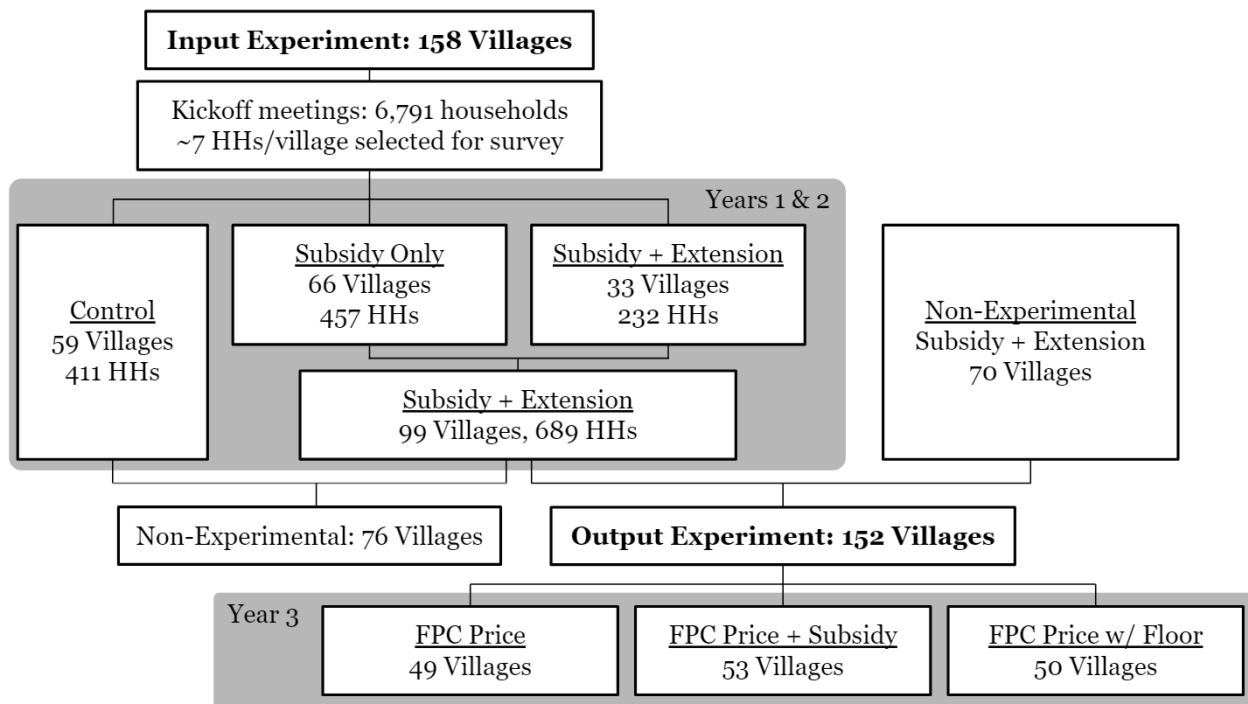 Input Experiment: 158 Villages
Kickoff meetings: 6,791 households
~7 HHs/village selected for survey
Years 1 & 2
Control
59 Villages
411 HHs
Subsidy Only
66 Villages
457 HHs
Subsidy + Extension
33 Villages
232 HHs
Non-Experimental
Subsidy + Extension
70 Villages
Subsidy + Extension
99 Villages, 689 HHs
Non-Experimental: 76 Villages
Output Experiment: 152 Villages
Year 3
FPC Price
49 Villages
FPC Price + Subsidy
53 Villages
FPC Price w/ Floor
50 Villages